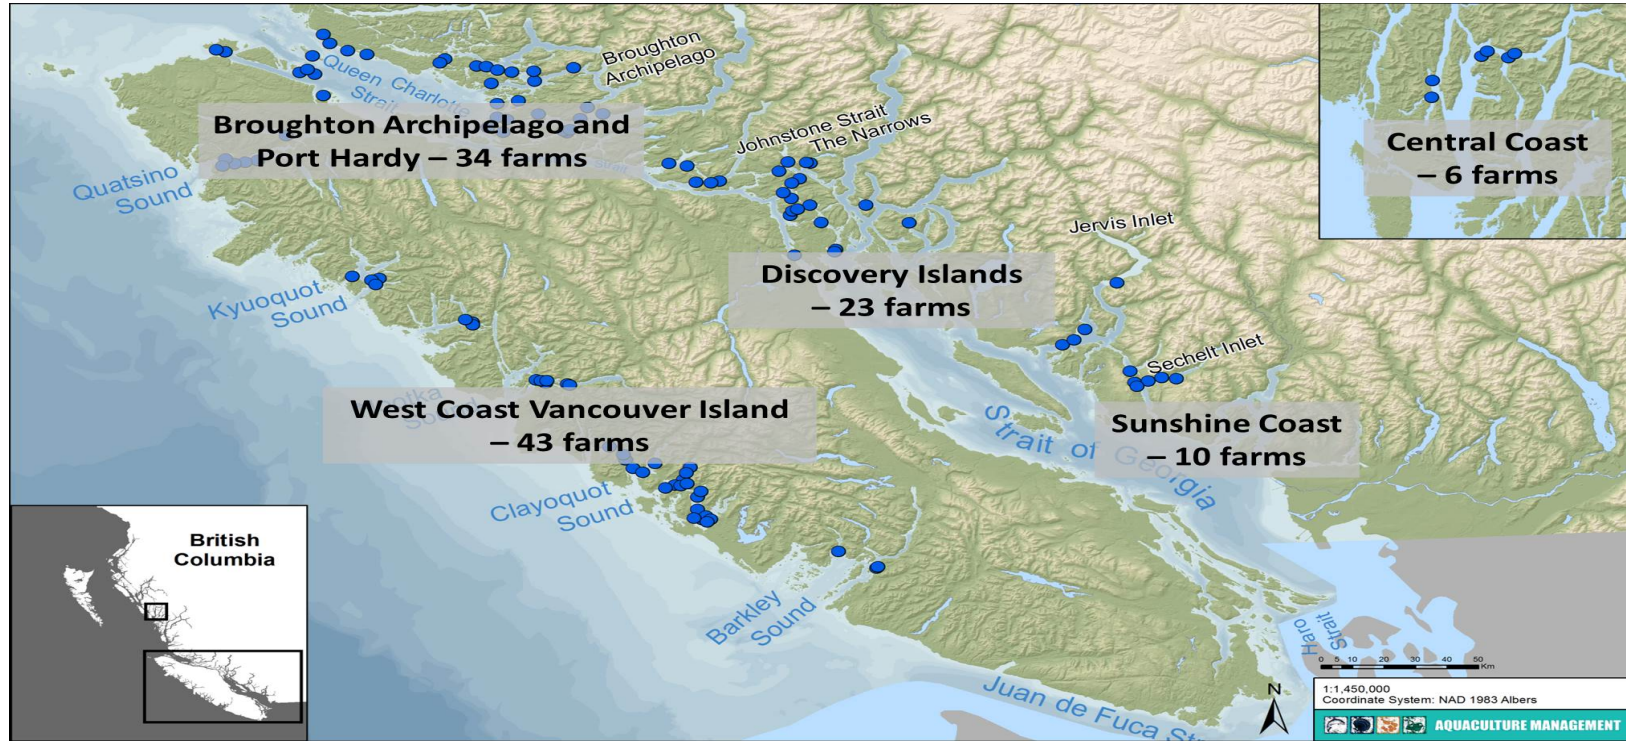 Broughton
Archipelago
Queen Charlotte
Strait
Broughton Archipelago and
Port Hardy – 34 farms
Johnstone Strait
The Narrows
Central Coast
– 6 farms
Quatsino
Sound
Jervis Inlet
Discovery Islands
– 23 farms
Kyuoquot
Sound
Sechelt Inlet
West Coast Vancouver Island
– 43 farms
Sound
Sunshine Coast
– 10 farms
Strait of Georgia
Clayoquot
Sound
British
Columbia
Barkley
Sound
Haro
Strait
Juan de Fuca Str
0 5 10 20 30 40 50
Km
N
1:1,450,000
Coordinate System: NAD 1983 Albers
AQUACULTURE MANAGEMENT